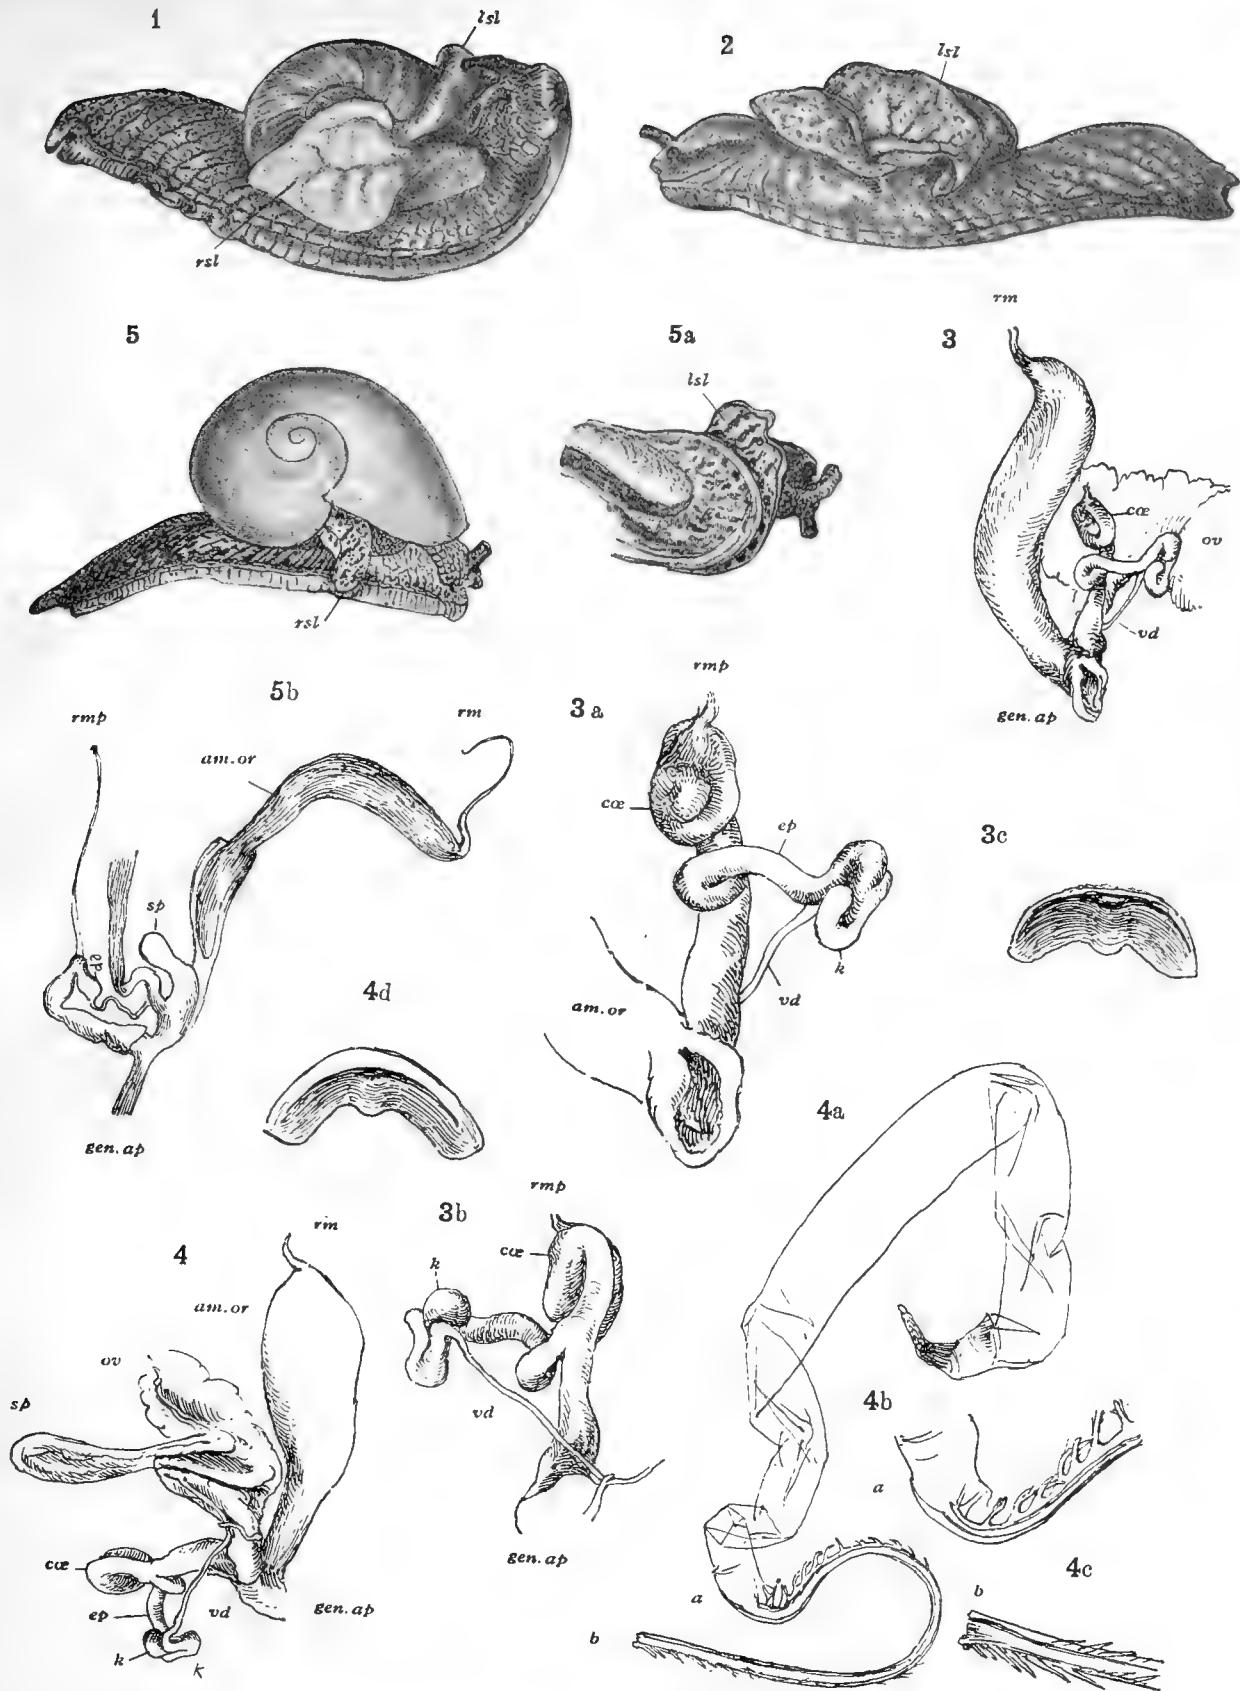 1
lsl
rsl
2
lsl
5
rsl
5a
lsl
3
rm
cœ
ov
vd
gen. ap
5b
rmp
am. or
rm
sp
ep
gen. ap
3a
rmp
cœ
ep
k
vd
am. or
3c
4d
4
rm
am. or
ov
sp
cœ
ep
vd
k
K
gen. ap
3b
rmp
cœ
k
vd
gen. ap
4a
a
b
4b
a
4c
b